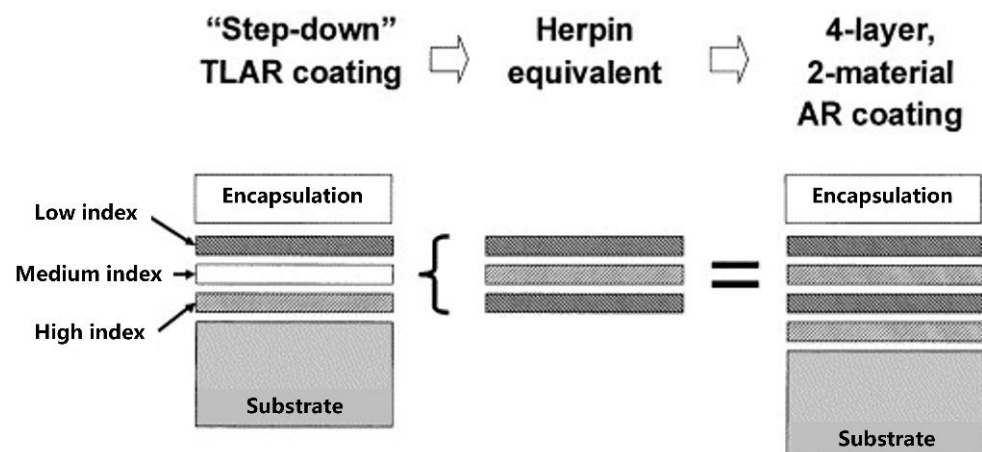 “Step-down”
TLAR coating
Herpin
equivalent
4-layer,
2-material
AR coating
Encapsulation
Low index
Medium index
High index
Substrate
Encapsulation
Substrate